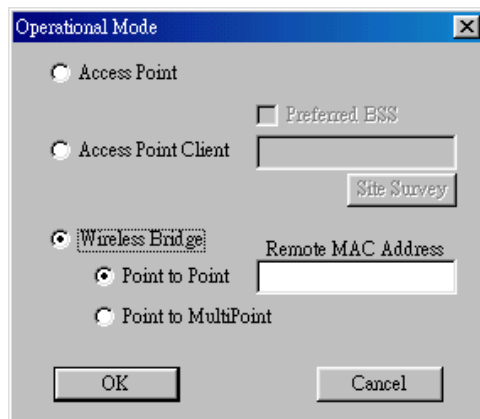 Operational Mode
Access Point
Preferred BSS
Access Point Client
Site Survey
Wireless Bridge
Remote MAC Address
Point to Point
Point to MultiPoint
OK
Cancel